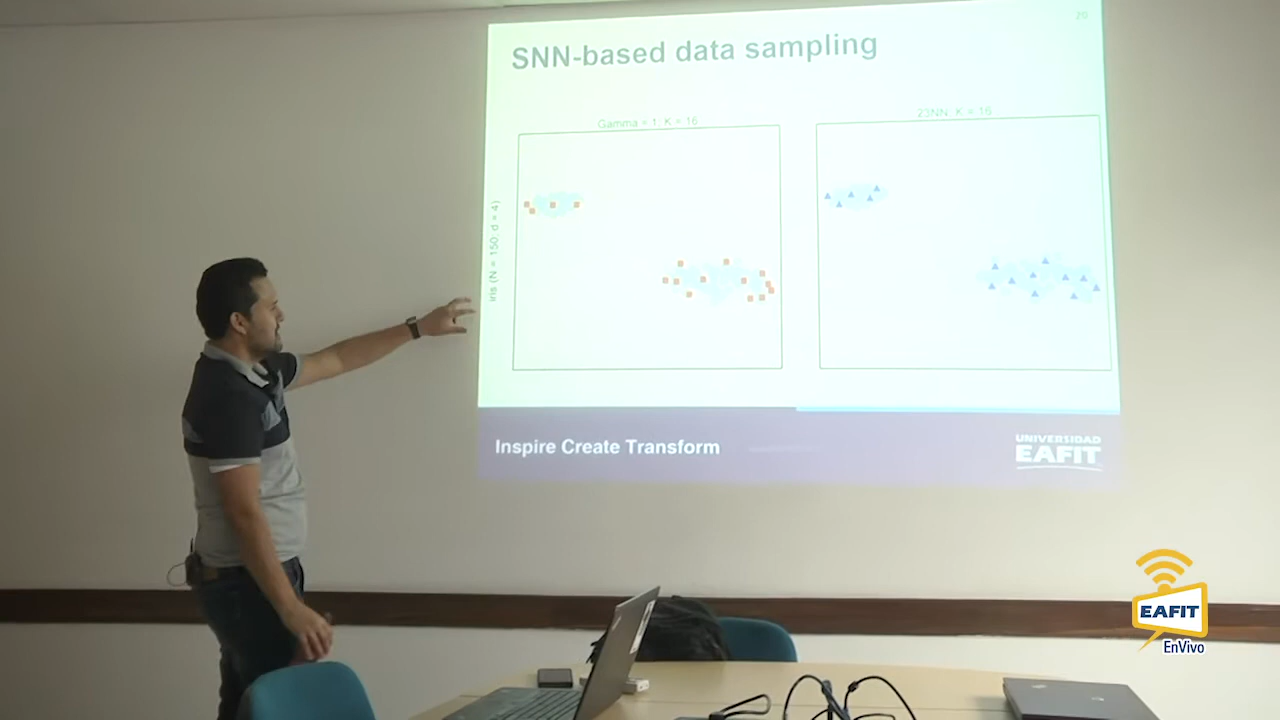 70
SNN-based data sampling
Gamma = 1; K = 16
23NN; K = 16
Iris (N = 150; d = 4)
Inspire Create Transform
UNIVERSIDAD
EAFIT
EAFIT
EnVivo